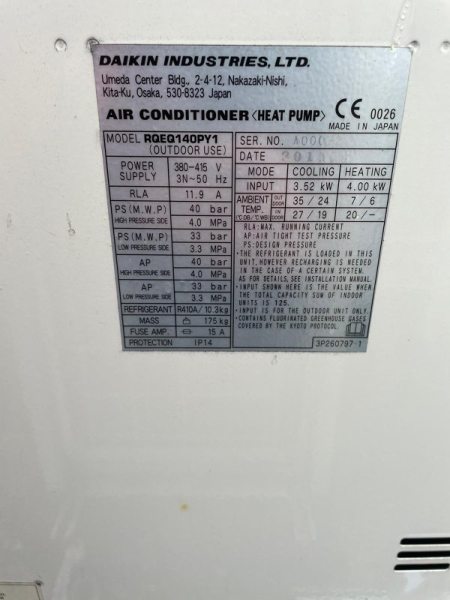 DAIKIN INDUSTRIES, LTD.
Umeda Center Bldg., 2-4-12, Nakazaki-Nishi,
Kita-Ku, Osaka, 530-8323 Japan
AIR CONDITIONER <HEAT PUMP> CE 0026
MADE IN JAPAN
MODEL RQEQ140PY1
(OUTDOOR USE)
POWER SUPPLY 380-415 V 3N~50 Hz
RLA 11.9 A
PS(M.W.P) HIGH PRESSURE SIDE 40 bar 4.0 MPa
PS(M.W.P) LOW PRESSURE SIDE 33 bar 3.3 MPa
AP HIGH PRESSURE SIDE 40 bar 4.0 MPa
AP LOW PRESSURE SIDE 33 bar 3.3 MPa
REFRIGERANT R410A/10.3kg
MASS 175kg
FUSE AMP. 15 A
PROTECTION IP14
SER. NO.
DATE
MODE COOLING HEATING
INPUT 3.52 kW 4.00 kW
AMBIENT TEMP. °CDB/°CWB OUT DOOR 35/24 7/6
IN DOOR 27/19 20/-
RLA:MAX. RUNNING CURRENT
AP:AIR TIGHT TEST PRESSURE
PS:DESIGN PRESSURE
•THE REFRIGERANT IS LOADED IN THIS
UNIT, HOWEVER RECHARGING IS NEEDED
IN THE CASE OF A CERTAIN SYSTEM.
AS FOR DETAILS, SEE INSTALLATION MANUAL.
•INPUT SHOWN HERE IS THE VALUE WHEN
THE TOTAL CAPACITY SUM OF INDOOR
UNITS IS 125.
•INPUT IS FOR THE OUTDOOR UNIT ONLY.
•CONTAINS FLUORINATED GREENHOUSE GASES
COVERED BY THE KYOTO PROTOCOL
3P260797-1